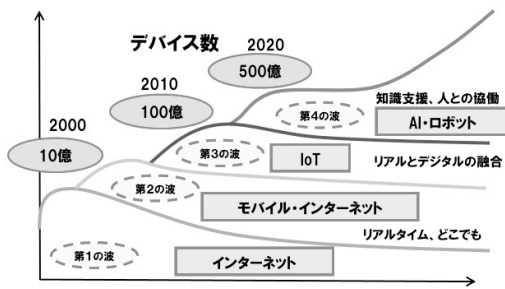 デバイス数
2020
500億
2010
100億
2000
10億
第4の波
知識支援、人との協働
AI・ロボット
第3の波
IoT
リアルとデジタルの融合
第2の波
モバイル・インターネット
リアルタイム、どこでも
第1の波
インターネット